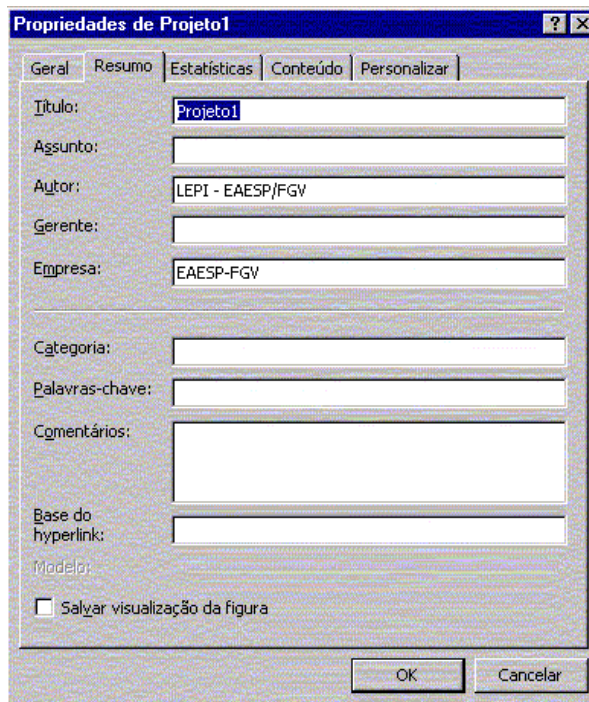 Propriedades de Projeto1
Geral Resumo Estatísticas Conteúdo Personalizar
Título: Projeto1
Assunto:
Autor: LEPI - EAESP/FGV
Gerente:
Empresa: EAESP-FGV
Categoria:
Palavras-chave:
Comentários:
Base do
hyperlink:
Modelo:
Salvar visualização da figura
OK Cancelar